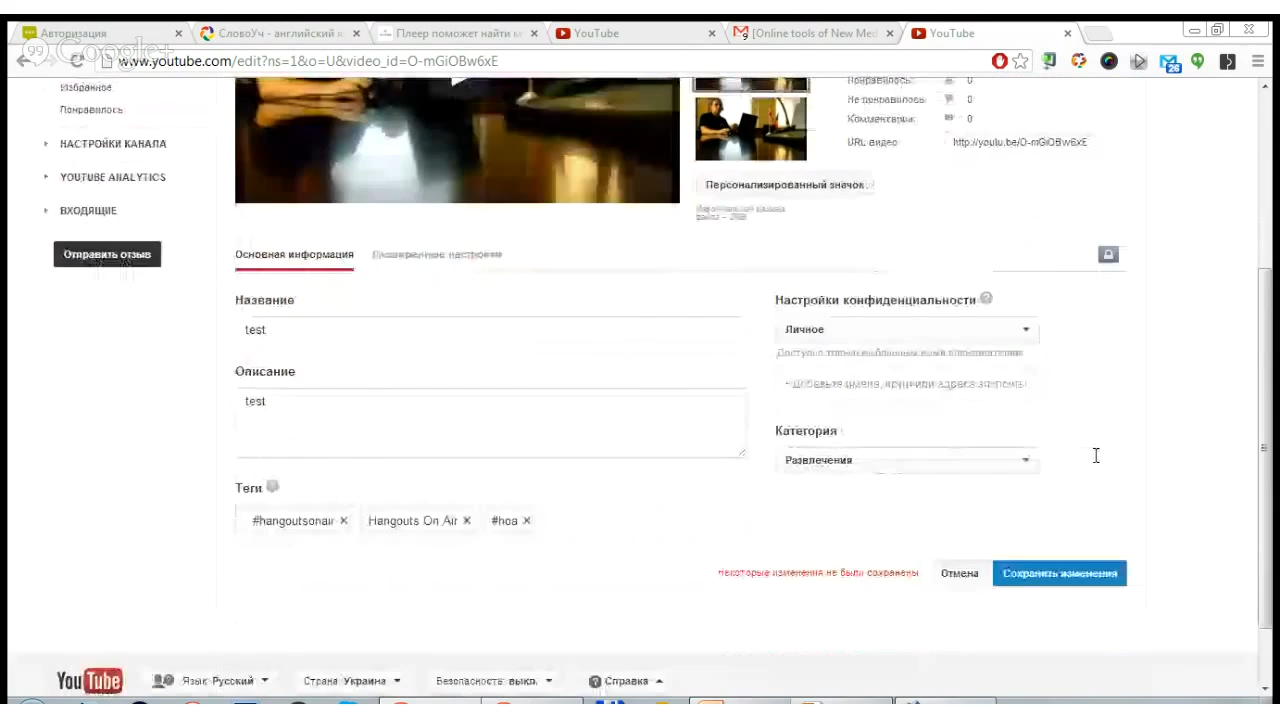 Авторизация
СловоУч - английский я
Плеер поможет найти м
YouTube
[Online tools of New Med
YouTube
99 Google+
www.youtube.com/edit?ns=1&o=U&video_id=O-mGiOBw6xE
26
Избранное
Понравилось
НАСТРОЙКИ КАНАЛА
YOUTUBE ANALYTICS
ВХОДЯЩИЕ
Отправить отзыв
Понравилось: 0
Не понравилось: 0
Комментарии: 0
URL видео http://youtu.be/O-mGiOBw6xE
Персонализированный значок
Основная информация
Расширенные настройки
Название
test
Описание
test
Теги
#hangoutsonair
Hangouts On Air
#hoa
Настройки конфиденциальности
Личное
Категория
Развлечения
Некоторые изменения не были сохранены
Отмена
Сохранить изменения
YouTube
Язык: Русский
Страна: Украина
Безопасность: выкл.
Справка